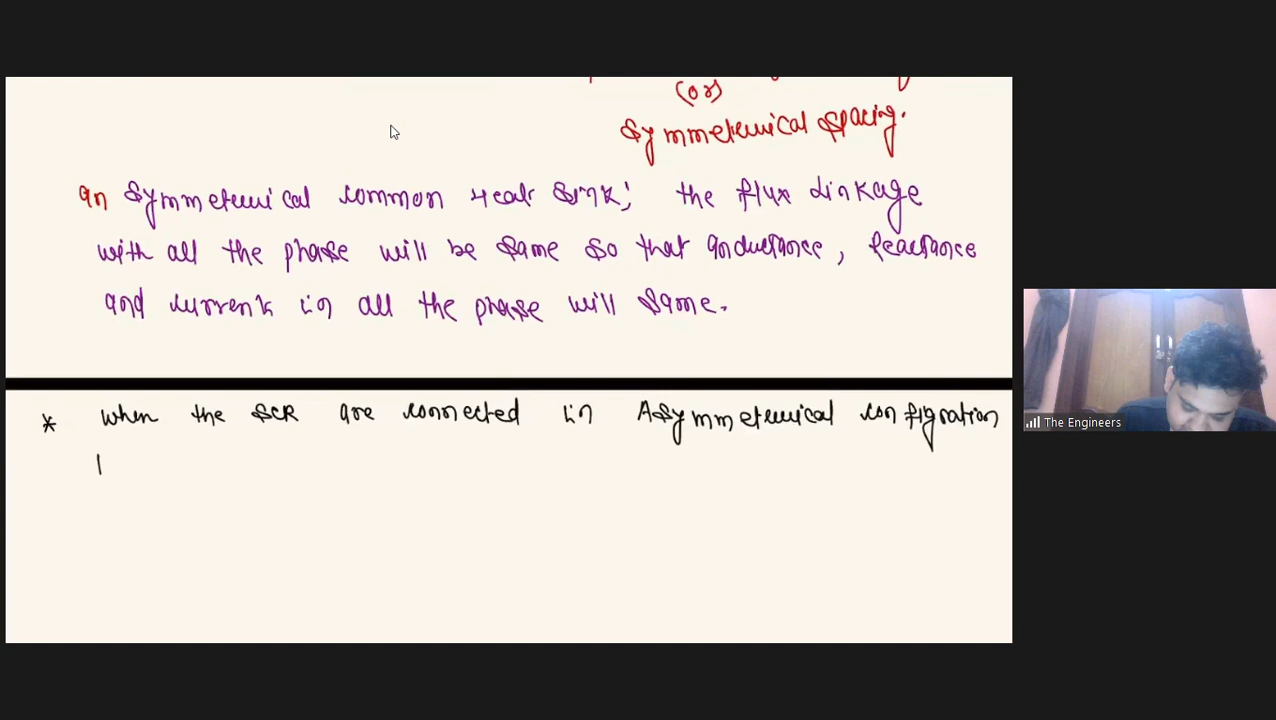 (or)
Symmetrical Spacing.
In Symmetrical common Heat Sink; the flux linkage
with all the phase will be same so that Inductance, Reactance
and current in all the phase will same.
* when the SCR are connected in ASymmetrical configration
The Engineers